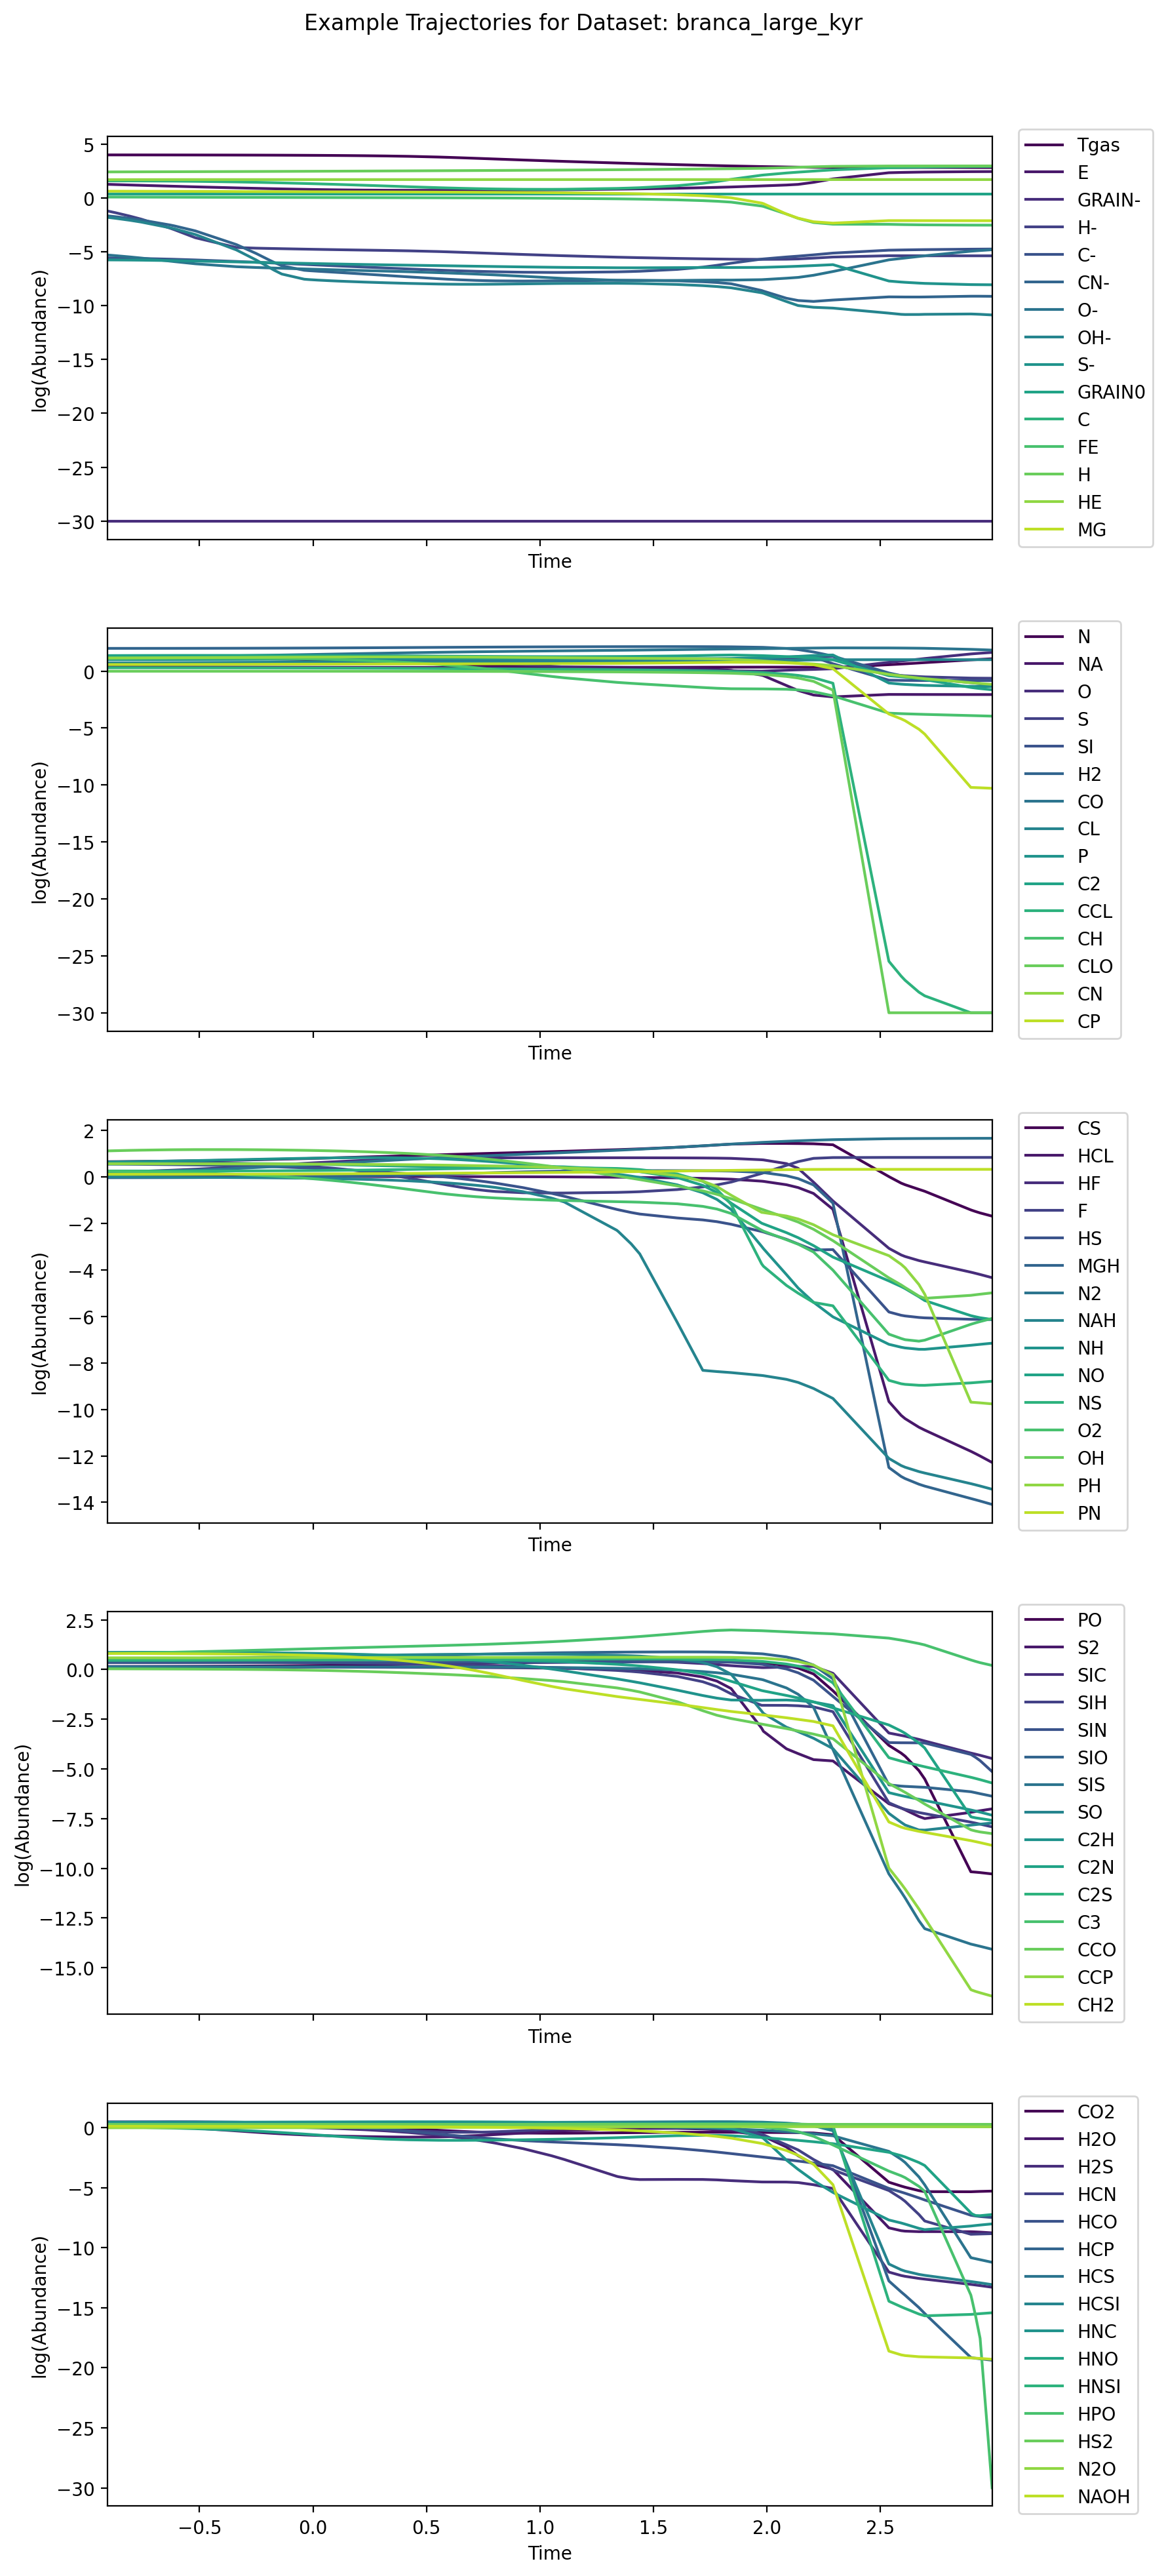 Example Trajectories for Dataset: branca_large_kyr
5
0
−5
−10
−15
−20
−25
−30
log(Abundance)
Time
Tgas
E
GRAIN-
H-
C-
CN-
O-
OH-
S-
GRAIN0
C
FE
H
HE
MG
0
−5
−10
−15
−20
−25
−30
log(Abundance)
Time
N
NA
O
S
SI
H2
CO
CL
P
C2
CCL
CH
CLO
CN
CP
2
0
−2
−4
−6
−8
−10
−12
−14
log(Abundance)
Time
CS
HCL
HF
F
HS
MGH
N2
NAH
NH
NO
NS
O2
OH
PH
PN
2.5
0.0
−2.5
−5.0
−7.5
−10.0
−12.5
−15.0
log(Abundance)
Time
PO
S2
SIC
SIH
SIN
SIO
SIS
SO
C2H
C2N
C2S
C3
CCO
CCP
CH2
0
−5
−10
−15
−20
−25
−30
log(Abundance)
−0.5 0.0 0.5 1.0 1.5 2.0 2.5
Time
CO2
H2O
H2S
HCN
HCO
HCP
HCS
HCSI
HNC
HNO
HNSI
HPO
HS2
N2O
NAOH